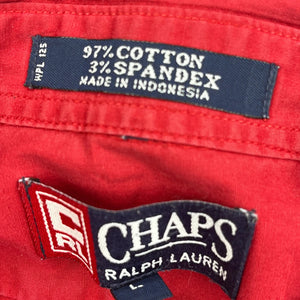 WPL 125
97% COTTON
3% SPANDEX
MADE IN INDONESIA
CHAPS
RALPH LAUREN